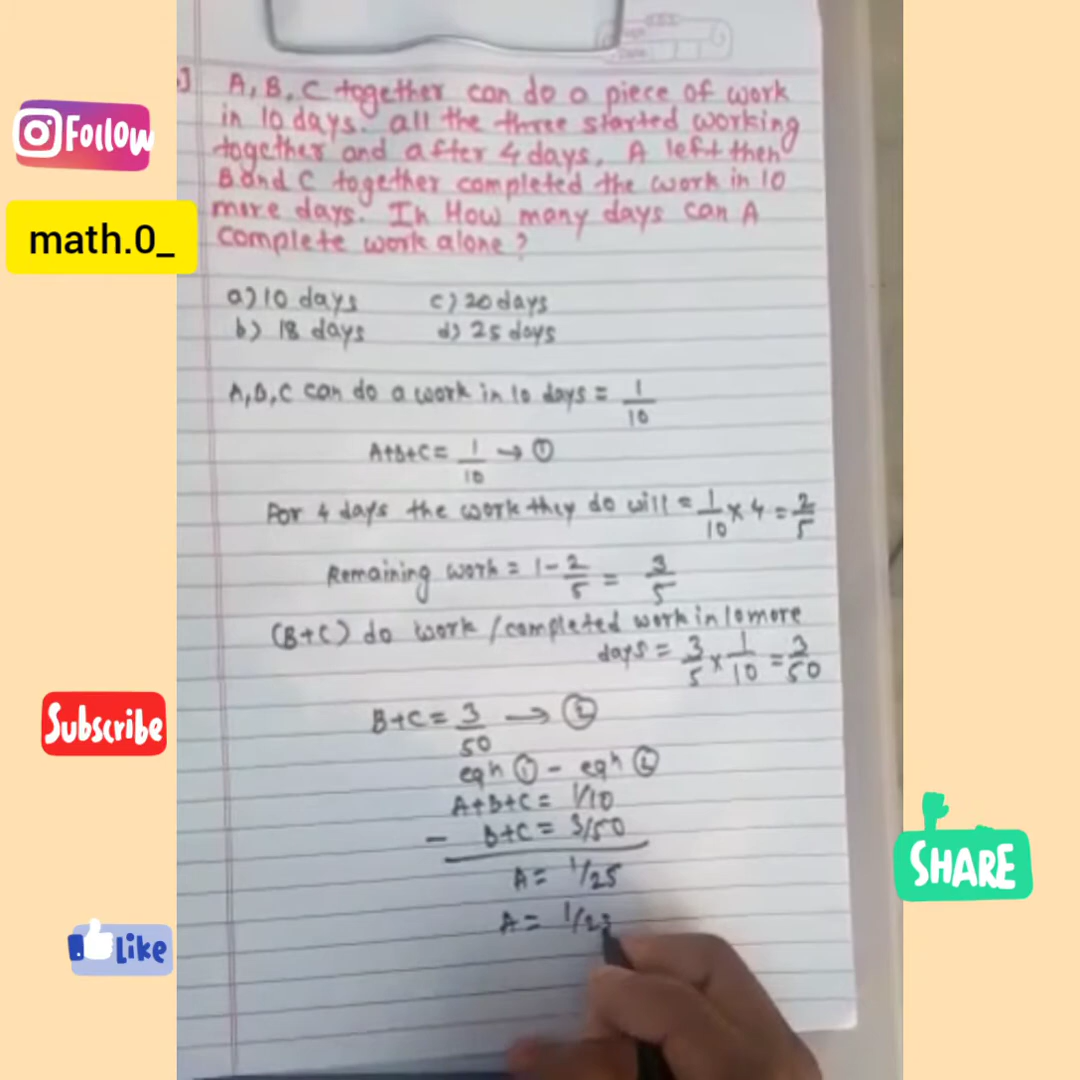 A, B, C together can do a piece of work
in 10 days. all the three started working
together and after 4 days, A left then
B and C together completed the work in 10
more days. In How many days can A
complete work alone?
a) 10 days c) 20 days
b) 18 days d) 25 days
A,B,C can do a work in 10 days = 1/10
A+B+C = 1/10 → ①
For 4 days the work they do will = 1/10 × 4 = 2/5
Remaining work = 1 - 2/5 = 3/5
(B+C) do work / completed work in 10 more
days = 3/5 × 1/10 = 3/50
B+C = 3/50 → ②
eqn ① - eqn ②
A+B+C = 1/10
- B+C = 3/50
A = 1/25
A = 1/2
Follow
math.0_
Subscribe
Like
SHARE